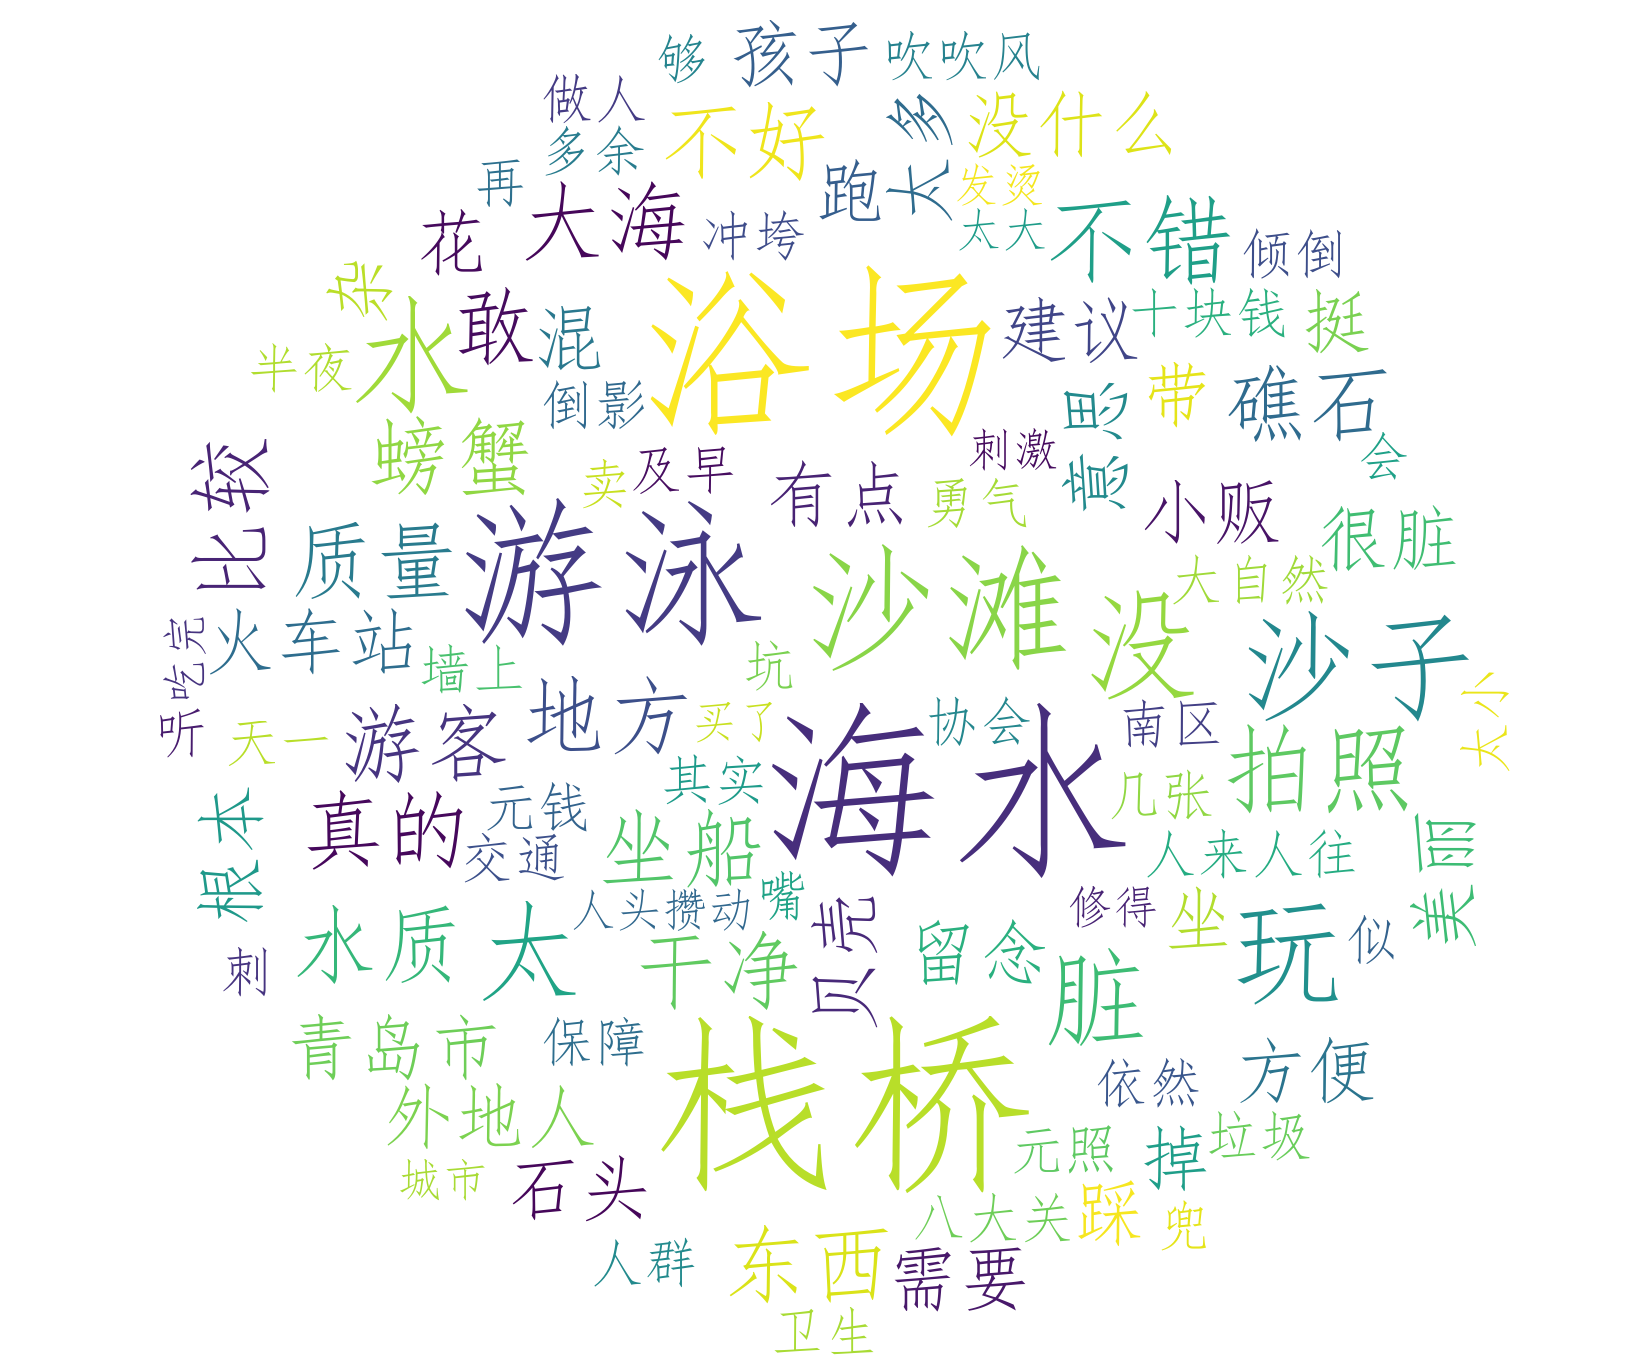 够
孩子
吹吹风
做人
不好
太多
没什么
多余
再
跑
发烫
大海
花
冲垮
太大
不错
倾倒
杂
水
敢
混
浴场
建议
十块钱
挺
半夜
倒影
意思
带
礁石
螃蟹
卖
及早
有点
刺激
勇气
小贩
会
很脏
比较
质量
游泳
沙滩
没
大自然
沙子
听吃完
火车站
墙上
坑
地方
买了
协会
南区
太小
天一
游客
海水
拍照
几张
其实
元钱
真的
交通
坐船
根本
人来人往
美丽
人头攒动
嘴
贝壳
修得
坐
玩
似
刺
水质
太
干净
留念
脏
青岛市
保障
栈桥
依然
方便
外地人
元照
掉
垃圾
城市
石头
八大关
踩
兜
人群
东西
需要
卫生